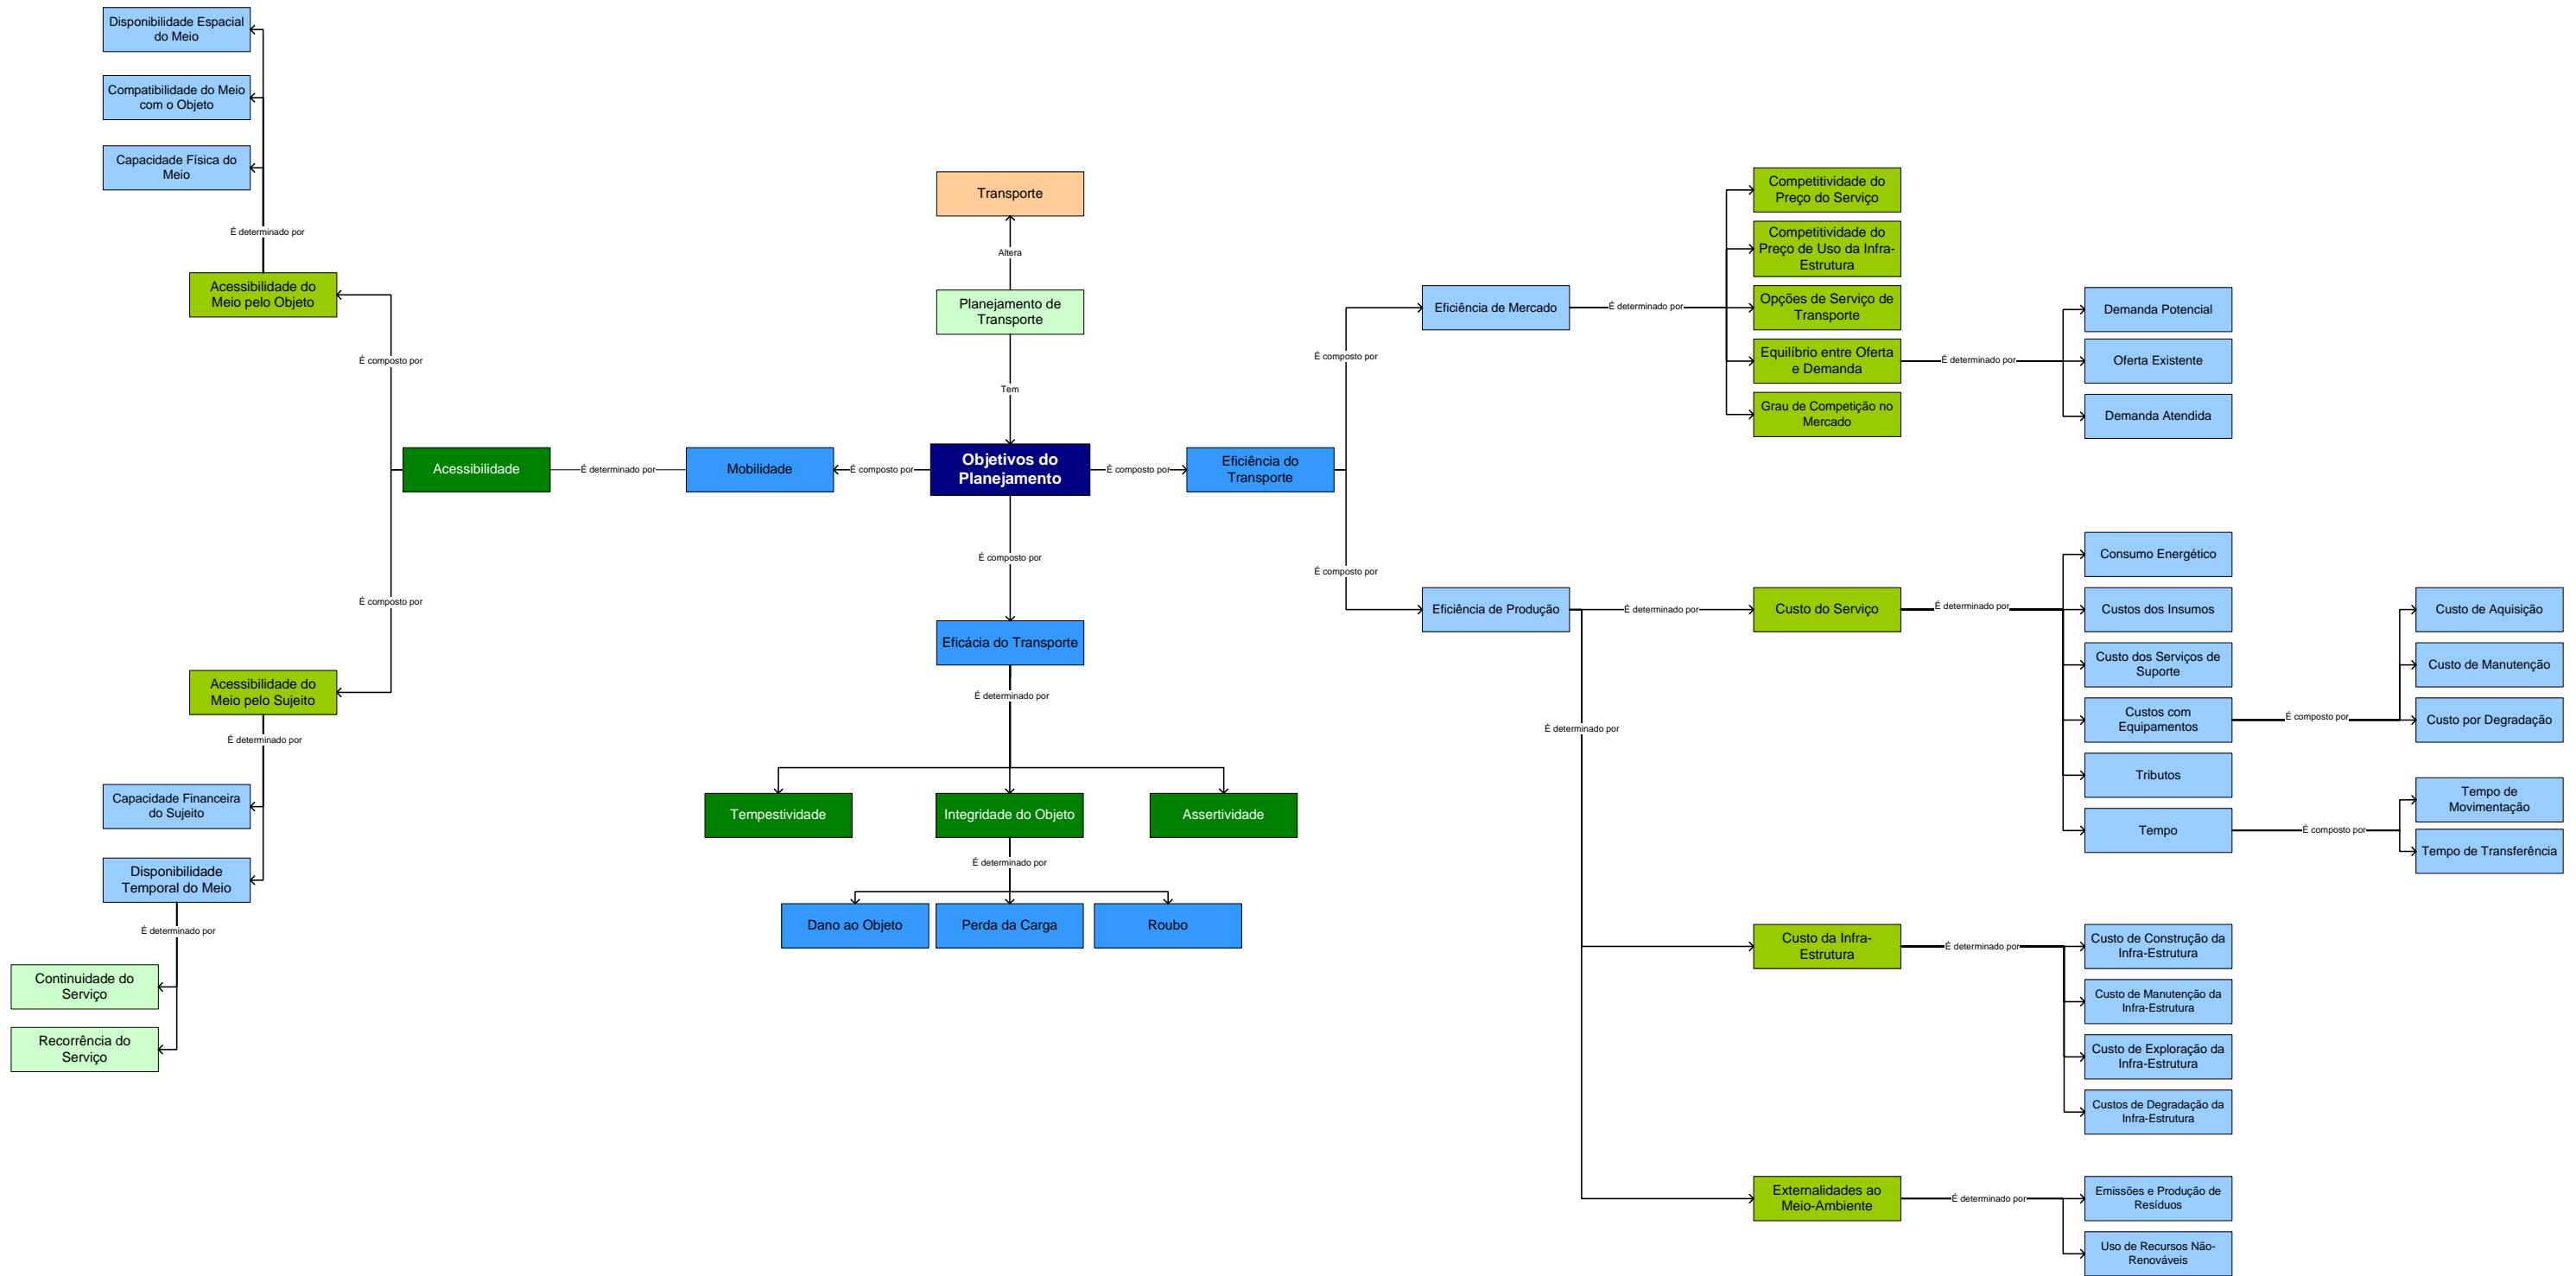 Disponibilidade Espacial
do Meio
Compatibilidade do Meio
com o Objeto
Capacidade Física do
Meio
É determinado por
Acessibilidade do
Meio pelo Objeto
É composto por
Acessibilidade
É determinado por
Mobilidade
É composto por
É composto por
Acessibilidade do
Meio pelo Sujeito
É determinado por
Capacidade Financeira
do Sujeito
Disponibilidade
Temporal do Meio
É determinado por
Continuidade do
Serviço
Recorrência do
Serviço
Transporte
Altera
Planejamento de
Transporte
Tem
Objetivos do
Planejamento
É composto por
Eficácia do Transporte
É determinado por
Tempestividade
Integridade do Objeto
Assertividade
É determinado por
Dano ao Objeto
Perda da Carga
Roubo
É composto por
Eficiência do
Transporte
É composto por
É composto por
Eficiência de Mercado
É determinado por
Competitividade do
Preço do Serviço
Competitividade do
Preço de Uso da Infra-
Estrutura
Opções de Serviço de
Transporte
Equilíbrio entre Oferta
e Demanda
Grau de Competição no
Mercado
É determinado por
Demanda Potencial
Oferta Existente
Demanda Atendida
Eficiência de Produção
É determinado por
É determinado por
Custo do Serviço
É determinado por
Consumo Energético
Custos dos Insumos
Custo dos Serviços de
Suporte
Custos com
Equipamentos
Tributos
Tempo
É composto por
Custo de Aquisição
Custo de Manutenção
Custo por Degradação
É composto por
Tempo de
Movimentação
Tempo de Transferência
Custo da Infra-
Estrutura
É determinado por
Custo de Construção da
Infra-Estrutura
Custo de Manutenção da
Infra-Estrutura
Custo de Exploração da
Infra-Estrutura
Custos de Degradação da
Infra-Estrutura
Externalidades ao
Meio-Ambiente
É determinado por
Emissões e Produção de
Resíduos
Uso de Recursos Não-
Renováveis